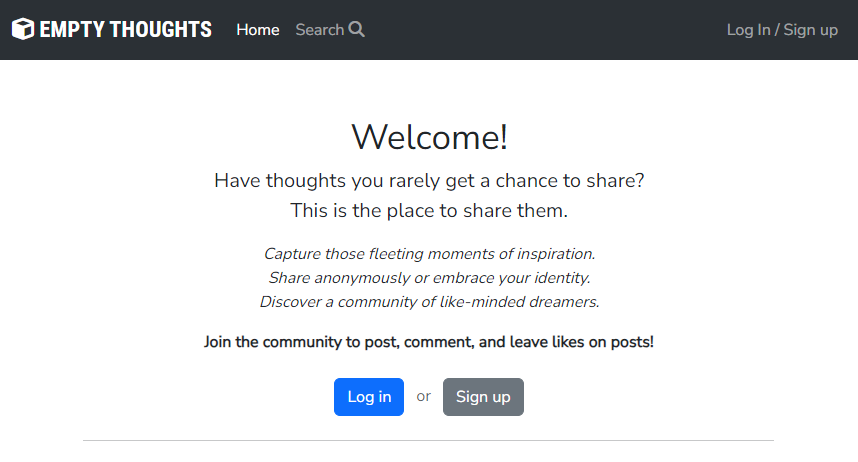 EMPTY THOUGHTS Home Search Log In / Sign up
Welcome!
Have thoughts you rarely get a chance to share?
This is the place to share them.
Capture those fleeting moments of inspiration.
Share anonymously or embrace your identity.
Discover a community of like-minded dreamers.
Join the community to post, comment, and leave likes on posts!
Log in or Sign up